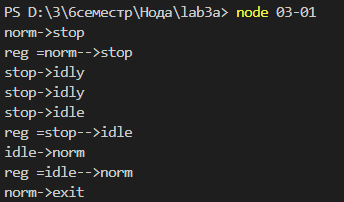 PS D:\3\6семестр\Нода\lab3a> node 03-01
norm->stop
reg =norm-->stop
stop->idly
stop->idly
stop->idle
reg =stop-->idle
idle->norm
reg =idle-->norm
norm->exit